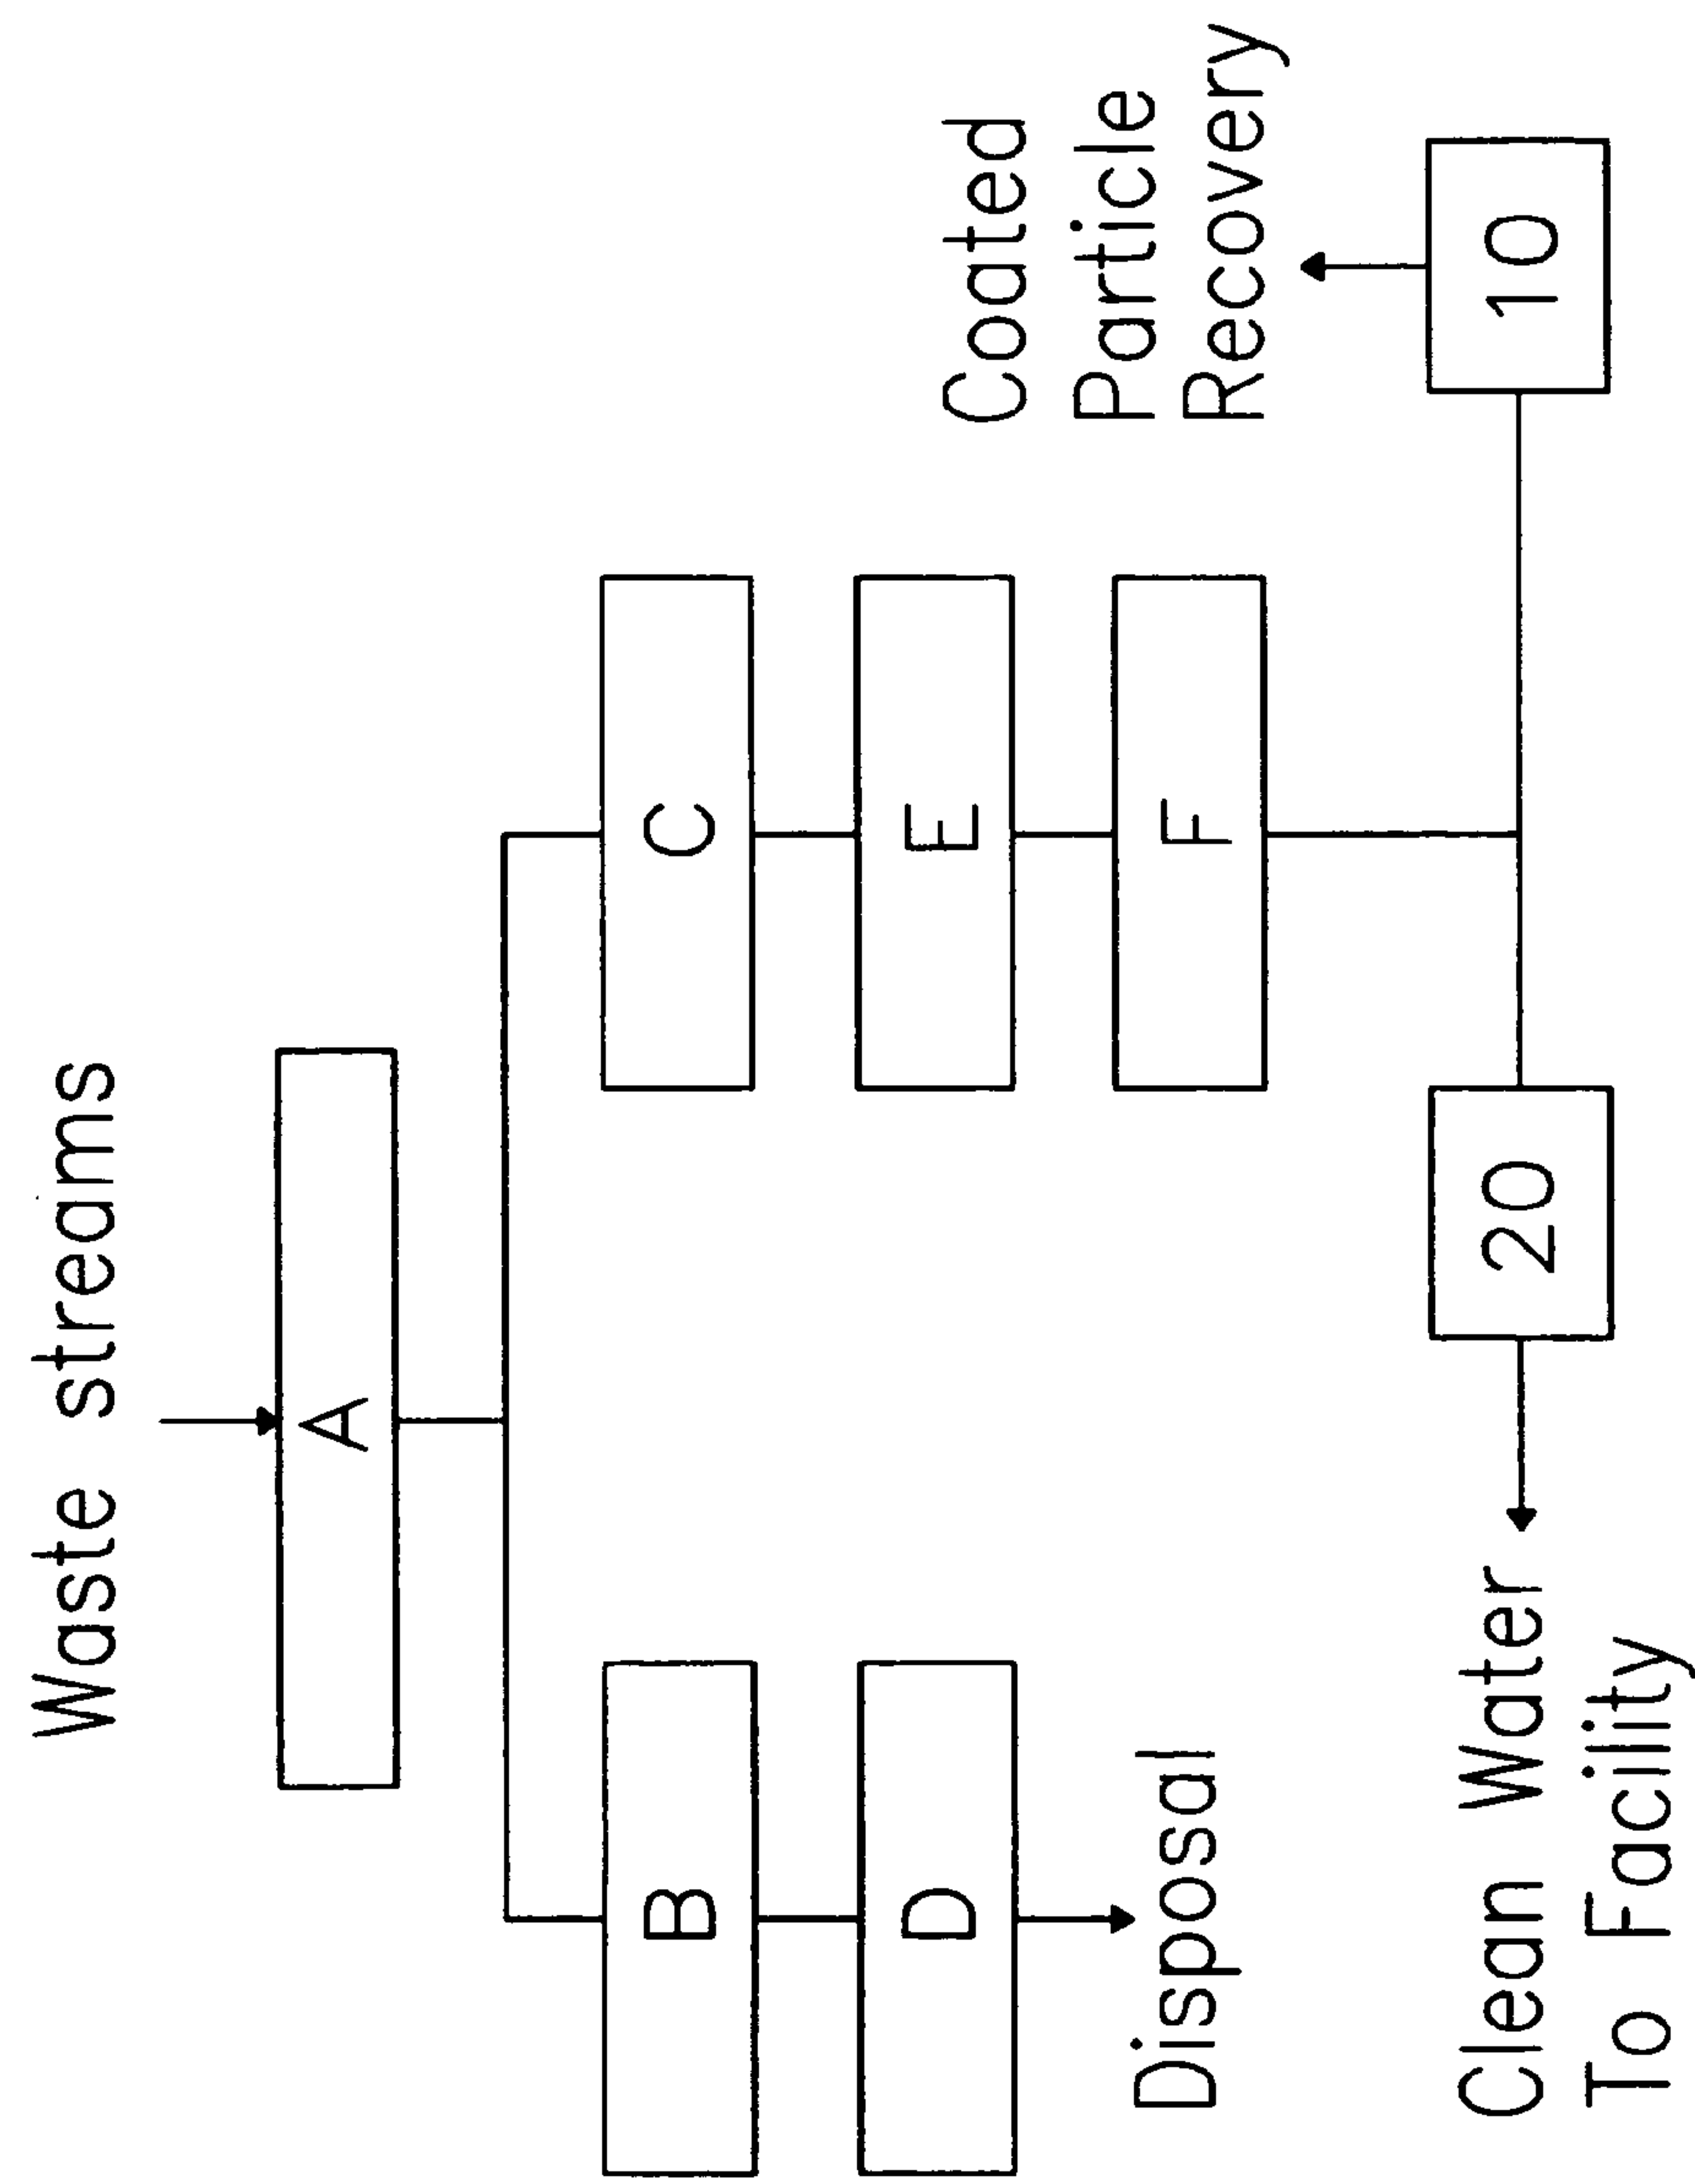 Waste streams
A
B
C
D
E
F
Disposal
Coated
Particle
Recovery
20
10
Clean Water
To Facility